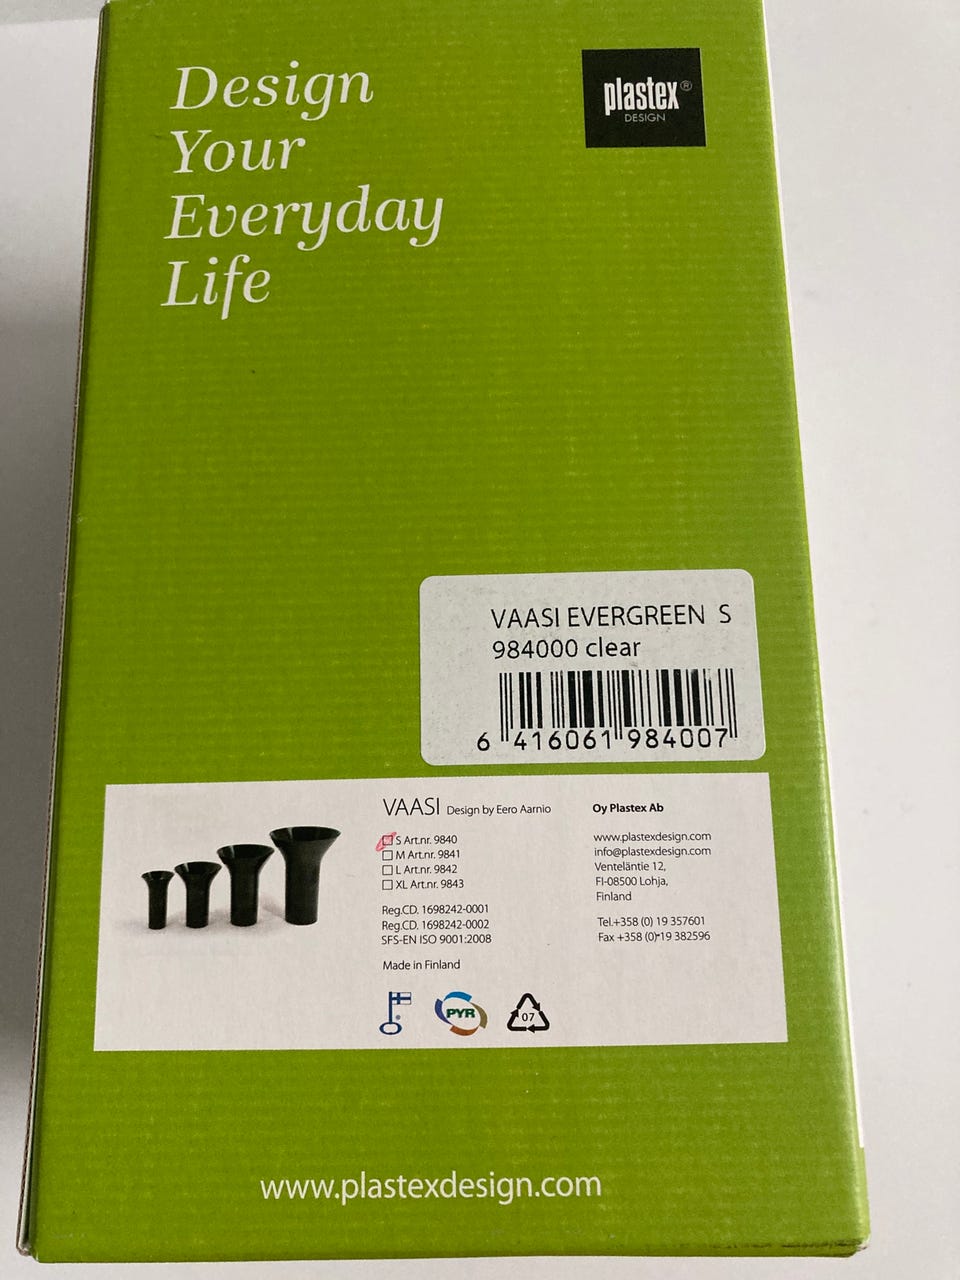 Design
Your
Everyday
Life
plastex®
DESIGN
VAASI EVERGREEN S
984000 clear
6 416061 984007
VAASI Design by Eero Aarnio
S Art.nr. 9840
M Art.nr. 9841
L Art.nr. 9842
XL Art.nr. 9843
Reg.CD. 1698242-0001
Reg.CD. 1698242-0002
SFS-EN ISO 9001:2008
Made in Finland
Oy Plastex Ab
www.plastexdesign.com
info@plastexdesign.com
Venteläntie 12,
FI-08500 Lohja,
Finland
Tel.+358 (0) 19 357601
Fax +358 (0) 19 382596
®
PYR
07
www.plastexdesign.com